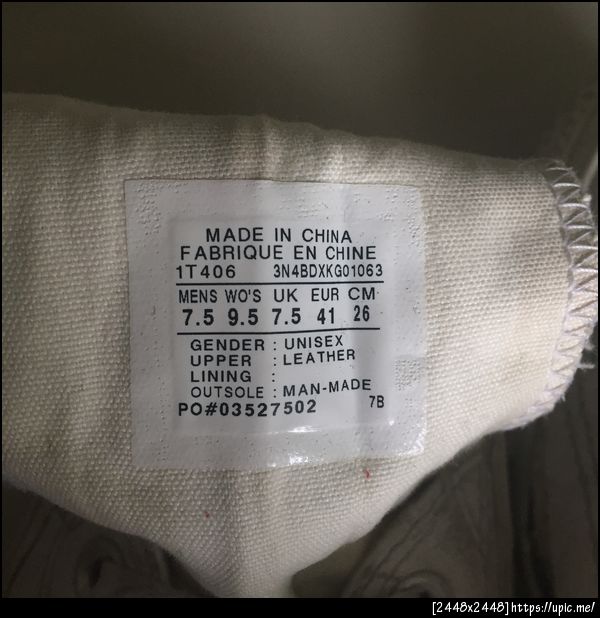 MADE IN CHINA
FABRIQUE EN CHINE
1T406 3N4BDXKG01063
MENS WO'S UK EUR CM
7.5 9.5 7.5 41 26
GENDER : UNISEX
UPPER : LEATHER
LINING :
OUTSOLE : MAN-MADE
PO#03527502 7B
[2448x2448]https://upic.me/